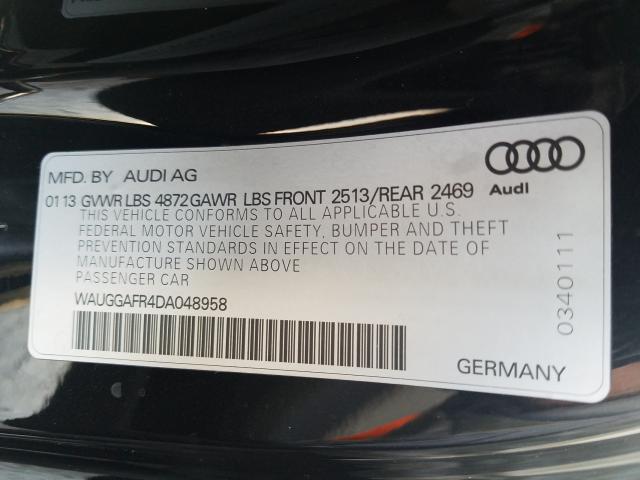 MFD. BY AUDI AG
01 13 GVWR LBS 4872 GAWR LBS FRONT 2513/REAR 2469
THIS VEHICLE CONFORMS TO ALL APPLICABLE U.S.
FEDERAL MOTOR VEHICLE SAFETY, BUMPER AND THEFT
PREVENTION STANDARDS IN EFFECT ON THE DATE OF
MANUFACTURE SHOWN ABOVE
PASSENGER CAR
WAUGGAFR4DA048958
GERMANY
Audi
0340111